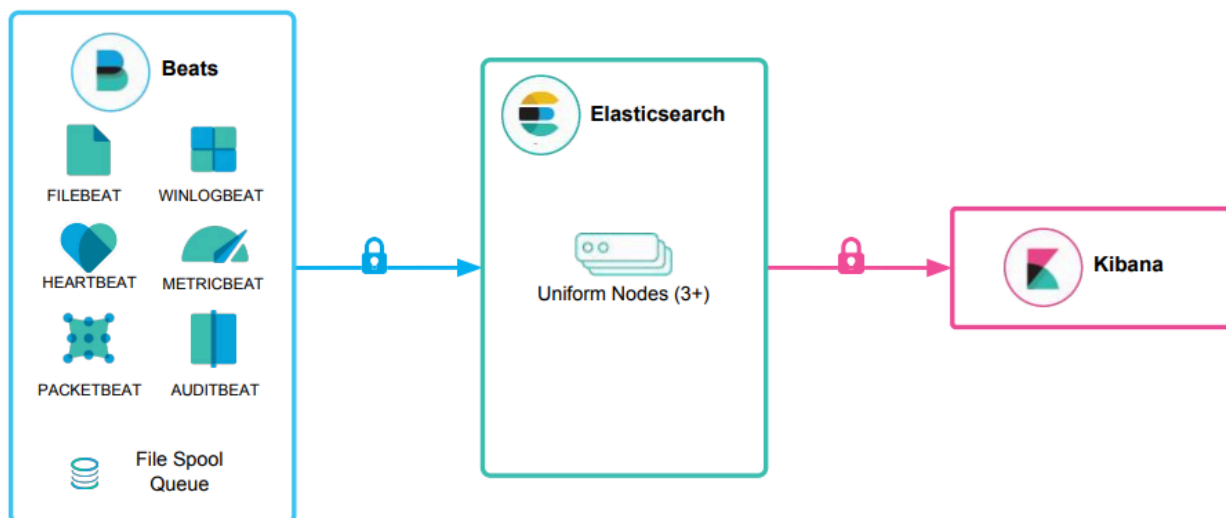 Beats
FILEBEAT
WINLOGBEAT
HEARTBEAT
METRICBEAT
PACKETBEAT
AUDITBEAT
File Spool
Queue
Elasticsearch
Uniform Nodes (3+)
Kibana